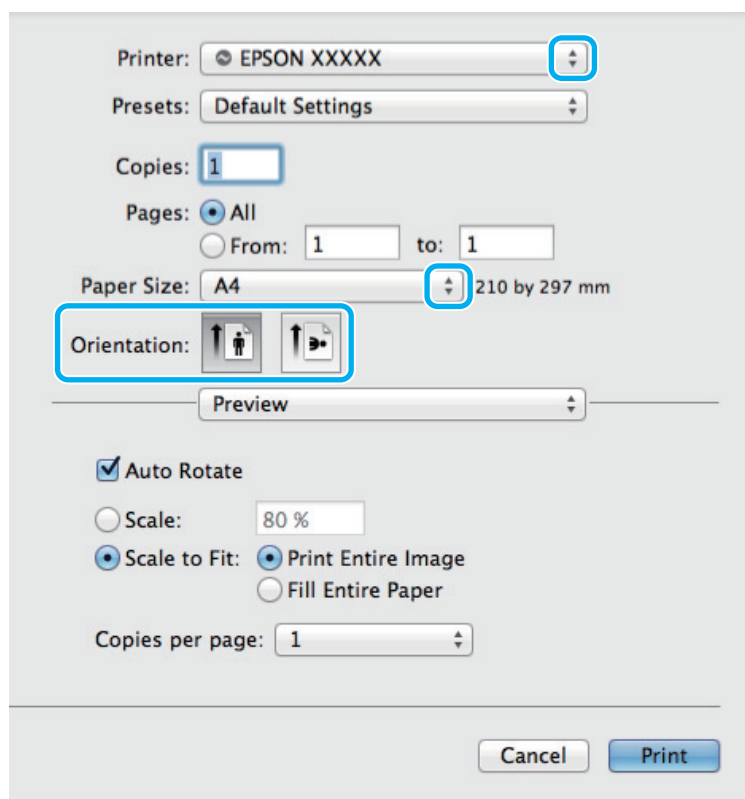 Printer: EPSON XXXXX
Presets: Default Settings
Copies: 1
Pages: All
From: 1 to: 1
Paper Size: A4 210 by 297 mm
Orientation:
Preview
Auto Rotate
Scale: 80 %
Scale to Fit: Print Entire Image
Fill Entire Paper
Copies per page: 1
Cancel Print